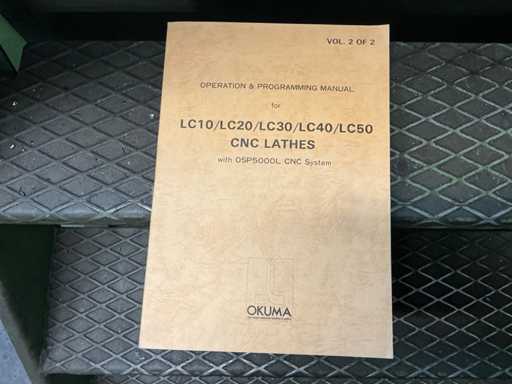 VOL. 2 OF 2
OPERATION & PROGRAMMING MANUAL
for
LC10/LC20/LC30/LC40/LC50
CNC LATHES
with OSP5000L CNC System
OKUMA